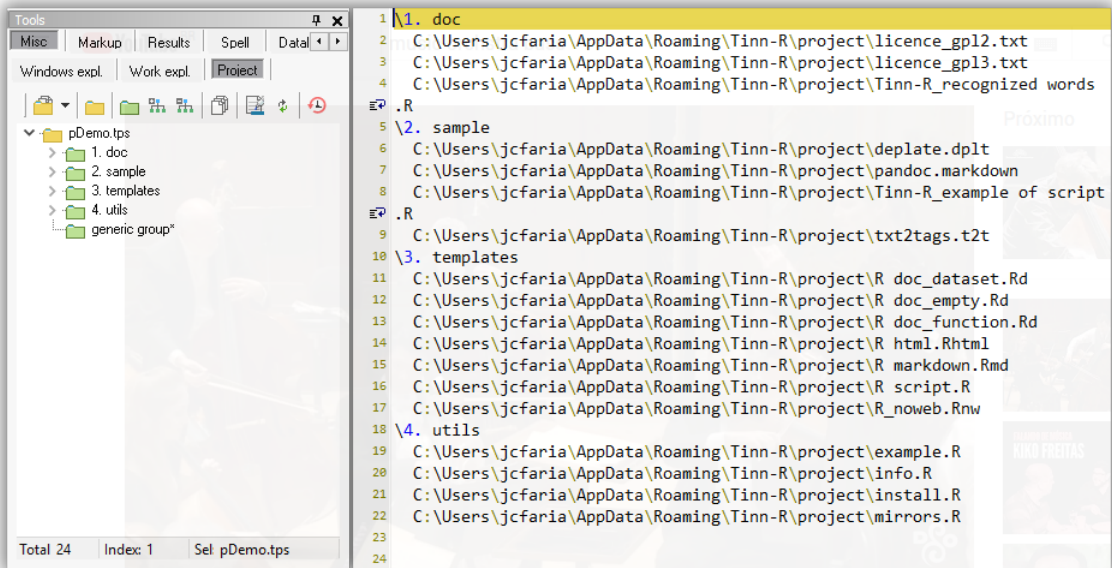 Tools
Misc Markup Results Spell Datal
Windows expl. Work expl. Project
pDemo.tps
1. doc
2. sample
3. templates
4. utils
generic group*
Total 24 Index: 1 Sel: pDemo.tps
1 \1. doc
2 C:\Users\jcfaria\AppData\Roaming\Tinn-R\project\licence_gpl2.txt
3 C:\Users\jcfaria\AppData\Roaming\Tinn-R\project\licence_gpl3.txt
4 C:\Users\jcfaria\AppData\Roaming\Tinn-R\project\Tinn-R_recognized words
.R
5 \2. sample
6 C:\Users\jcfaria\AppData\Roaming\Tinn-R\project\deplate.dplt
7 C:\Users\jcfaria\AppData\Roaming\Tinn-R\project\pandoc.markdown
8 C:\Users\jcfaria\AppData\Roaming\Tinn-R\project\Tinn-R_example of script
.R
9 C:\Users\jcfaria\AppData\Roaming\Tinn-R\project\txt2tags.t2t
10 \3. templates
11 C:\Users\jcfaria\AppData\Roaming\Tinn-R\project\R doc_dataset.Rd
12 C:\Users\jcfaria\AppData\Roaming\Tinn-R\project\R doc_empty.Rd
13 C:\Users\jcfaria\AppData\Roaming\Tinn-R\project\R doc_function.Rd
14 C:\Users\jcfaria\AppData\Roaming\Tinn-R\project\R html.Rhtml
15 C:\Users\jcfaria\AppData\Roaming\Tinn-R\project\R markdown.Rmd
16 C:\Users\jcfaria\AppData\Roaming\Tinn-R\project\R script.R
17 C:\Users\jcfaria\AppData\Roaming\Tinn-R\project\R_noweb.Rnw
18 \4. utils
19 C:\Users\jcfaria\AppData\Roaming\Tinn-R\project\example.R
20 C:\Users\jcfaria\AppData\Roaming\Tinn-R\project\info.R
21 C:\Users\jcfaria\AppData\Roaming\Tinn-R\project\install.R
22 C:\Users\jcfaria\AppData\Roaming\Tinn-R\project\mirrors.R
23
24
Próximo
KIKO FREITAS